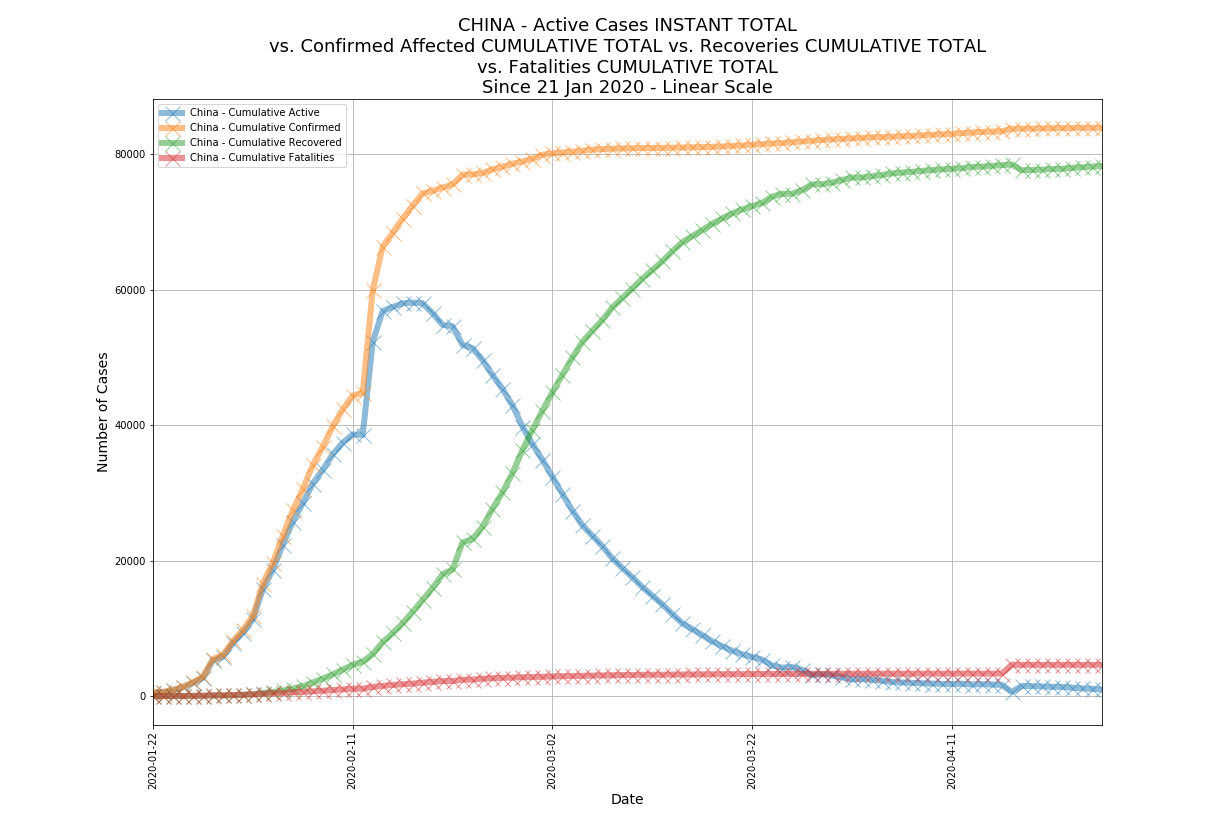 CHINA - Active Cases INSTANT TOTAL
vs. Confirmed Affected CUMULATIVE TOTAL vs. Recoveries CUMULATIVE TOTAL
vs. Fatalities CUMULATIVE TOTAL
Since 21 Jan 2020 - Linear Scale
China - Cumulative Active
China - Cumulative Confirmed
China - Cumulative Recovered
China - Cumulative Fatalities
Number of Cases
80000
60000
40000
20000
0
2020-01-22
2020-02-11
2020-03-02
2020-03-22
2020-04-11
Date